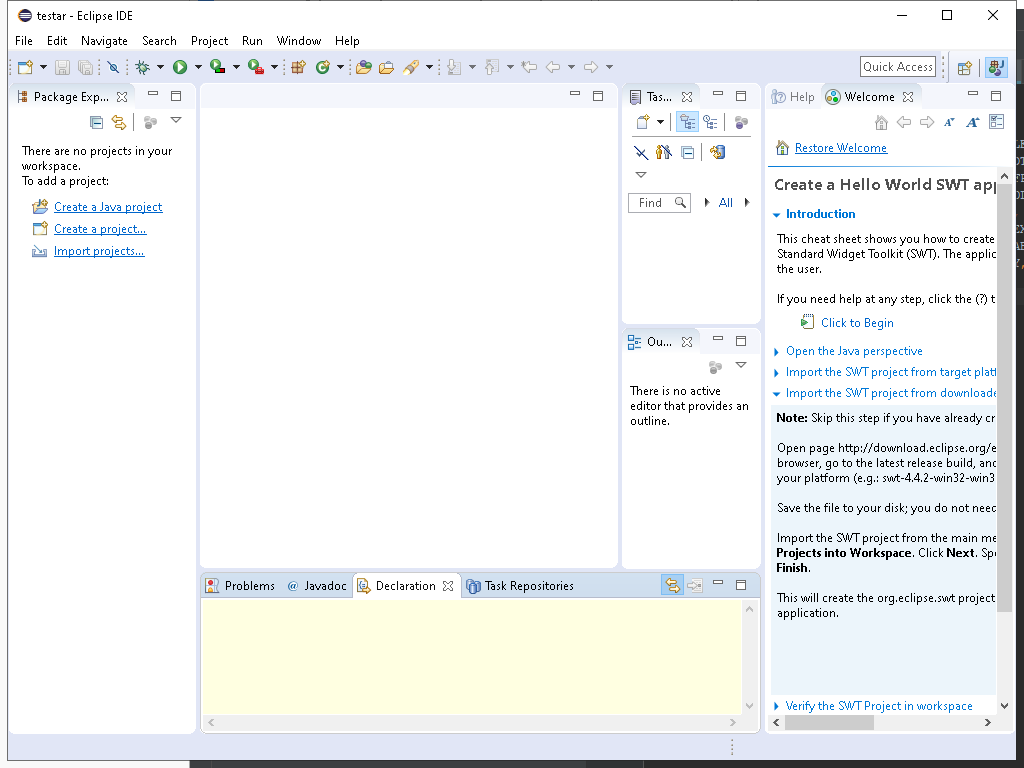 testar - Eclipse IDE
File Edit Navigate Search Project Run Window Help
Quick Access
Package Exp...
There are no projects in your
workspace.
To add a project:
Create a Java project
Create a project...
Import projects...
Tas...
Find
All
Ou...
There is no active
editor that provides an
outline.
Help
Welcome
Restore Welcome
Create a Hello World SWT app
Introduction
This cheat sheet shows you how to create
Standard Widget Toolkit (SWT). The applic
the user.
If you need help at any step, click the (?) t
Click to Begin
Open the Java perspective
Import the SWT project from target platf
Import the SWT project from downloade
Note: Skip this step if you have already cr
Open page http://download.eclipse.org/e
browser, go to the latest release build, and
your platform (e.g.: swt-4.4.2-win32-win3
Save the file to your disk; you do not need
Import the SWT project from the main me
Projects into Workspace. Click Next. Spe
Finish.
This will create the org.eclipse.swt project
application.
Verify the SWT Project in workspace
Problems
@ Javadoc
Declaration
Task Repositories